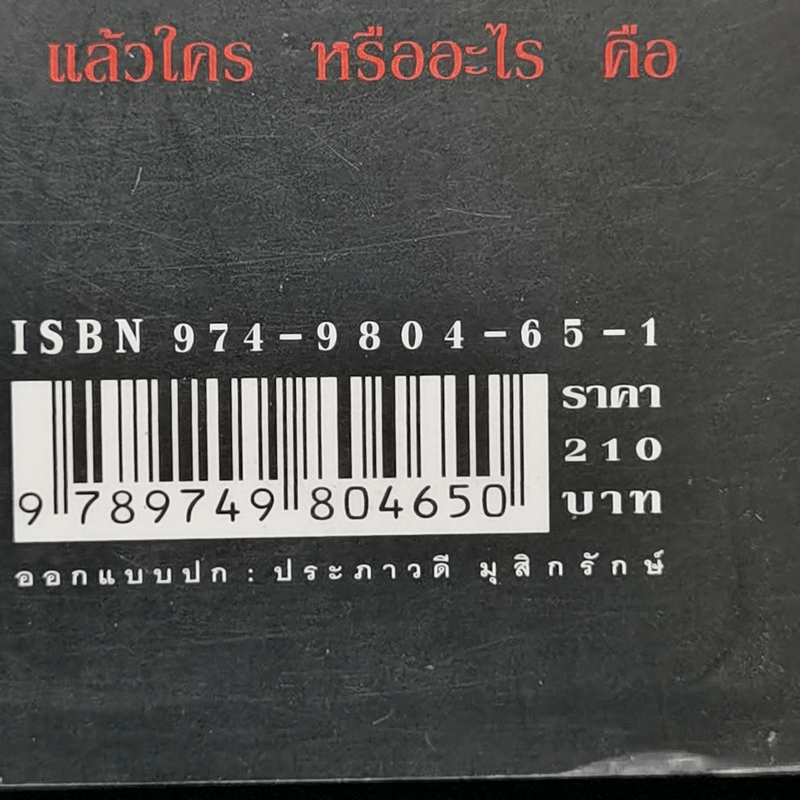 แล้วใคร หรืออะไร คือ
ISBN 974-9804-65-1
ราคา
210
บาท
9 789749 804650
ออกแบบปก : ประภาวดี มุสิกรักษ์